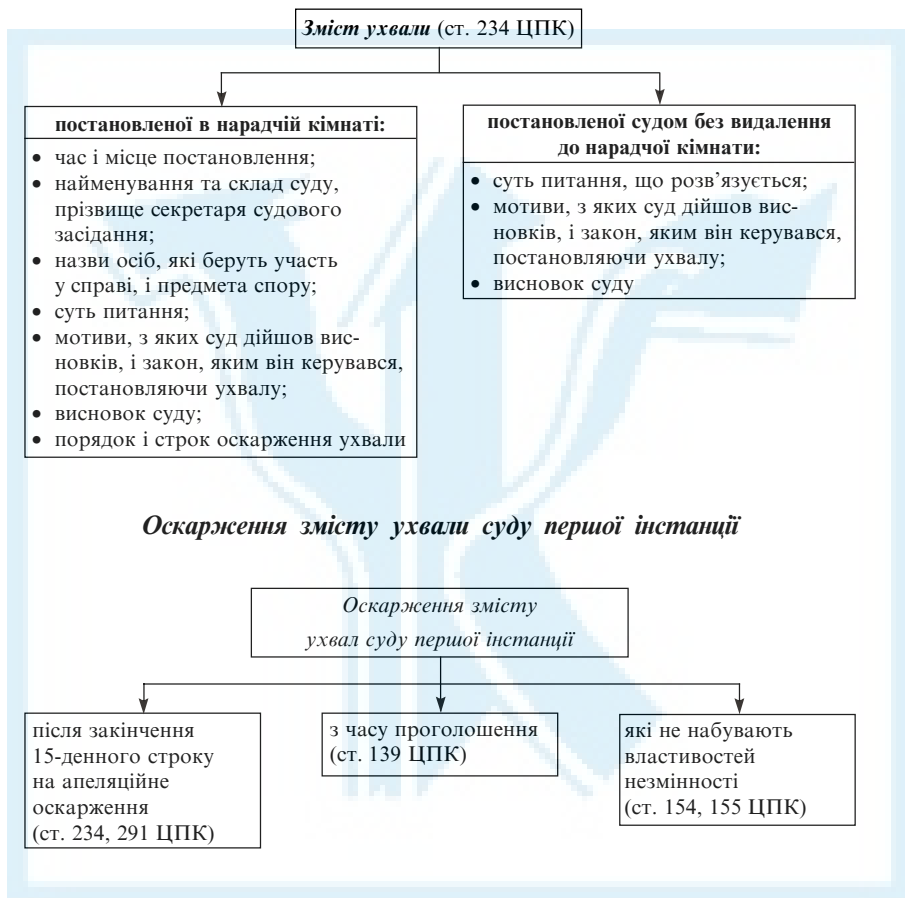 Зміст ухвали (ст. 234 ЦПК)
постановленої в нарадчій кімнаті:
• час і місце постановлення;
• найменування та склад суду,
прізвище секретаря судового
засідання;
• назви осіб, які беруть участь
у справі, і предмета спору;
• суть питання;
• мотиви, з яких суд дійшов вис-
новків, і закон, яким він керувався,
постановляючи ухвалу;
• висновок суду;
• порядок і строк оскарження ухвали
постановленої судом без видалення
до нарадчої кімнати:
• суть питання, що розв'язується;
• мотиви, з яких суд дійшов вис-
новків, і закон, яким він керувався,
постановляючи ухвалу;
• висновок суду
Оскарження змісту ухвали суду першої інстанції
Оскарження змісту
ухвал суду першої інстанції
після закінчення
15-денного строку
на апеляційне
оскарження
(ст. 234, 291 ЦПК)
з часу проголошення
(ст. 139 ЦПК)
які не набувають
властивостей
незмінності
(ст. 154, 155 ЦПК)